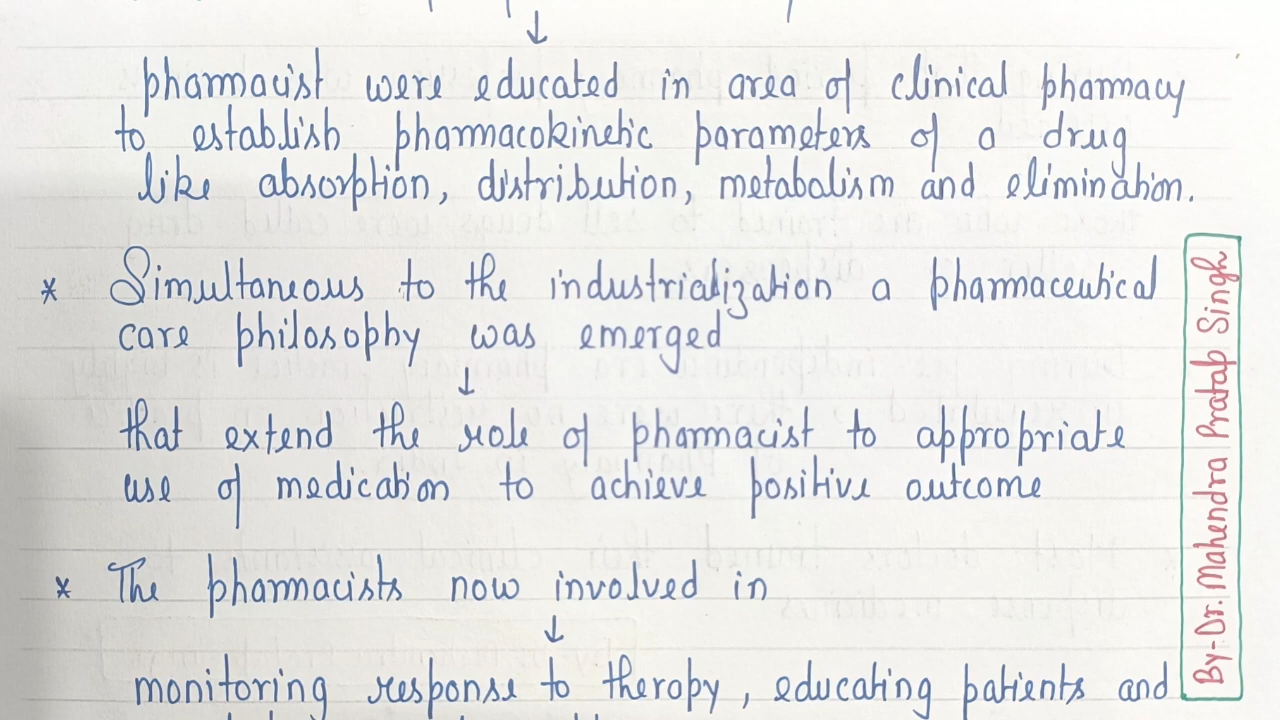 ↓
pharmacist were educated in area of clinical pharmacy
to establish pharmacokinetic parameters of a drug
like absorption, distribution, metabolism and elimination.
* Simultaneous to the industrialization a pharmaceutical
care philosophy was emerged
↓
that extend the role of pharmacist to appropriate
use of medication to achieve positive outcome
* The pharmacists now involved in
↓
monitoring response to therapy, educating patients and
By-Dr. Mahendra Pratap Singh